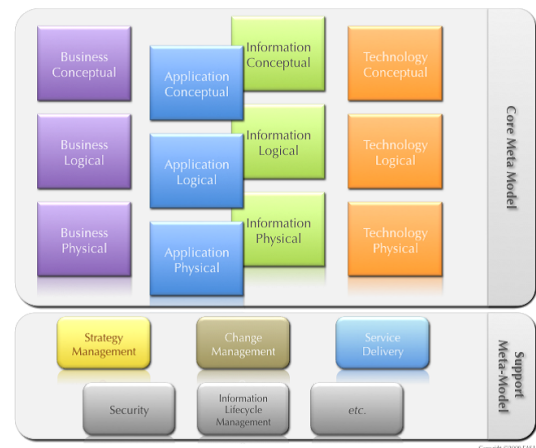 Business
Conceptual
Application
Conceptual
Information
Conceptual
Technology
Conceptual
Business
Logical
Application
Logical
Information
Logical
Technology
Logical
Business
Physical
Application
Physical
Information
Physical
Technology
Physical
Core Meta Model
Strategy
Management
Change
Management
Service
Delivery
Security
Information
Lifecycle
Management
etc.
Support
Meta-Model